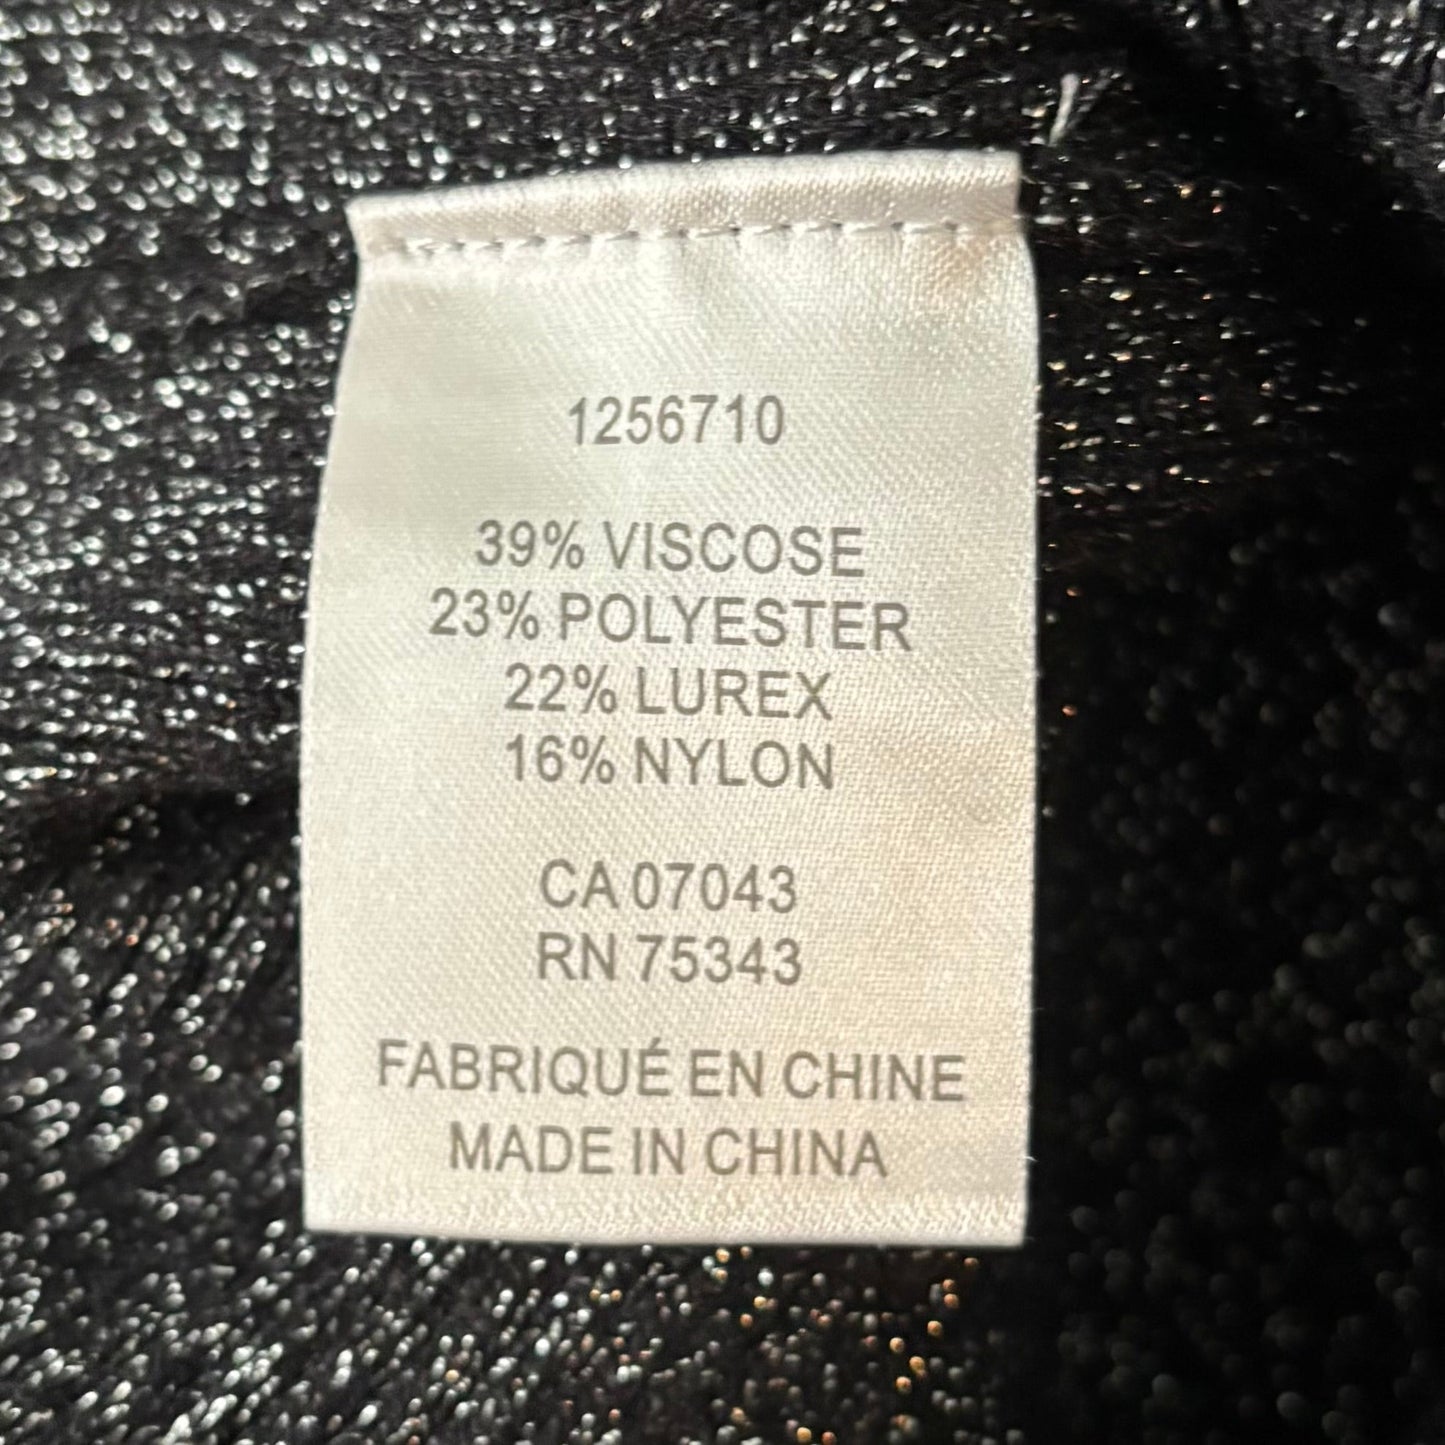 1256710
39% VISCOSE
23% POLYESTER
22% LUREX
16% NYLON
CA 07043
RN 75343
FABRIQUÉ EN CHINE
MADE IN CHINA